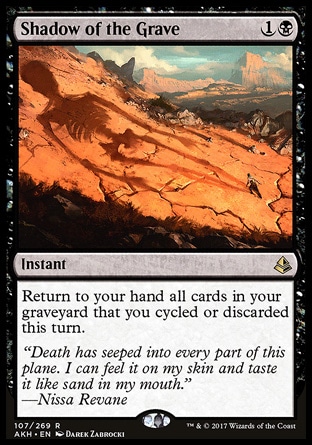 Shadow of the Grave 1
Instant
Return to your hand all cards in your
graveyard that you cycled or discarded
this turn.
“Death has seeped into every part of this
plane. I can feel it on my skin and taste
it like sand in my mouth.”
—Nissa Revane
107/269 R
AKH • EN Darek Zabrocki
™ & © 2017 Wizards of the Coast